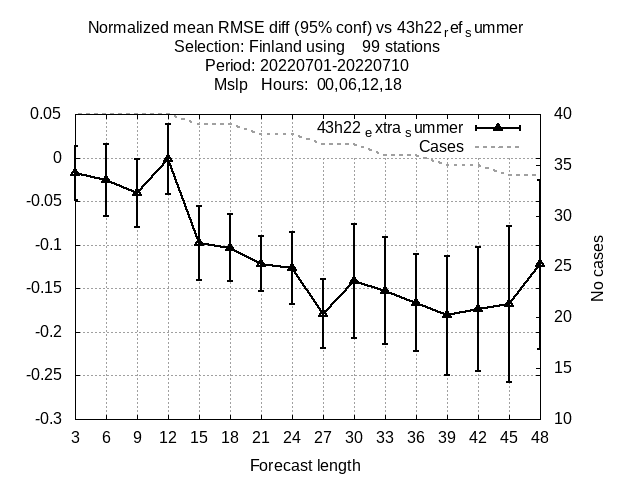 Normalized mean RMSE diff (95% conf) vs 43h22refsummer
Selection: Finland using 99 stations
Period: 20220701-20220710
Mslp Hours: 00,06,12,18
43h22extrasummer
Cases
0.05
0
-0.05
-0.1
-0.15
-0.2
-0.25
-0.3
40
35
30
25
20
15
10
No cases
3 6 9 12 15 18 21 24 27 30 33 36 39 42 45 48
Forecast length